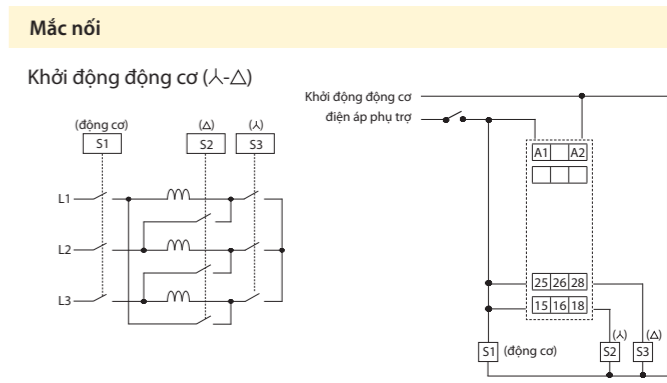 Mắc nối
Khởi động động cơ (⅄-△)
(động cơ) (△) (⅄)
S1 S2 S3
L1
L2
L3
Khởi động động cơ
điện áp phụ trợ
A1 A2
25 26 28
15 16 18
(⅄) (△)
S1 (động cơ) S2 S3